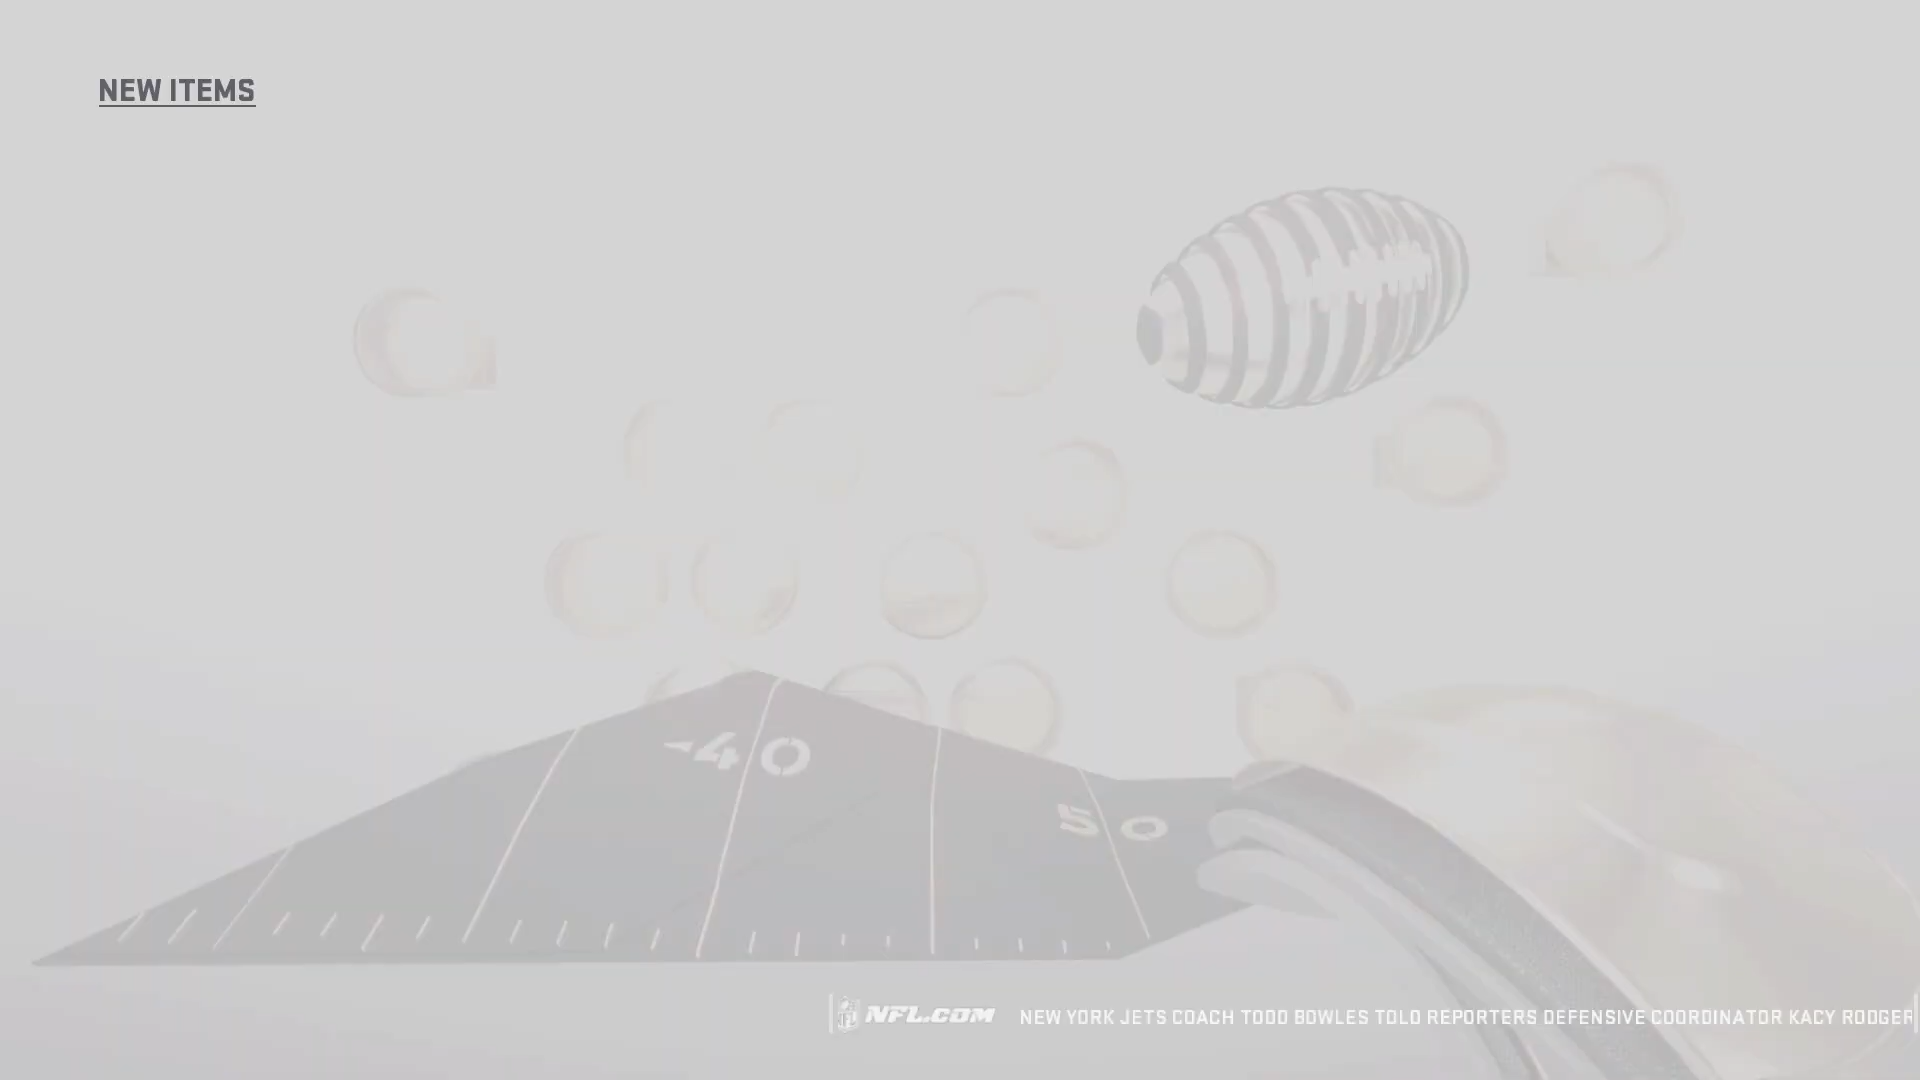 NEW ITEMS
40
50
NFL.COM
NEW YORK JETS COACH TODD BOWLES TOLD REPORTERS DEFENSIVE COORDINATOR KACY RODGER